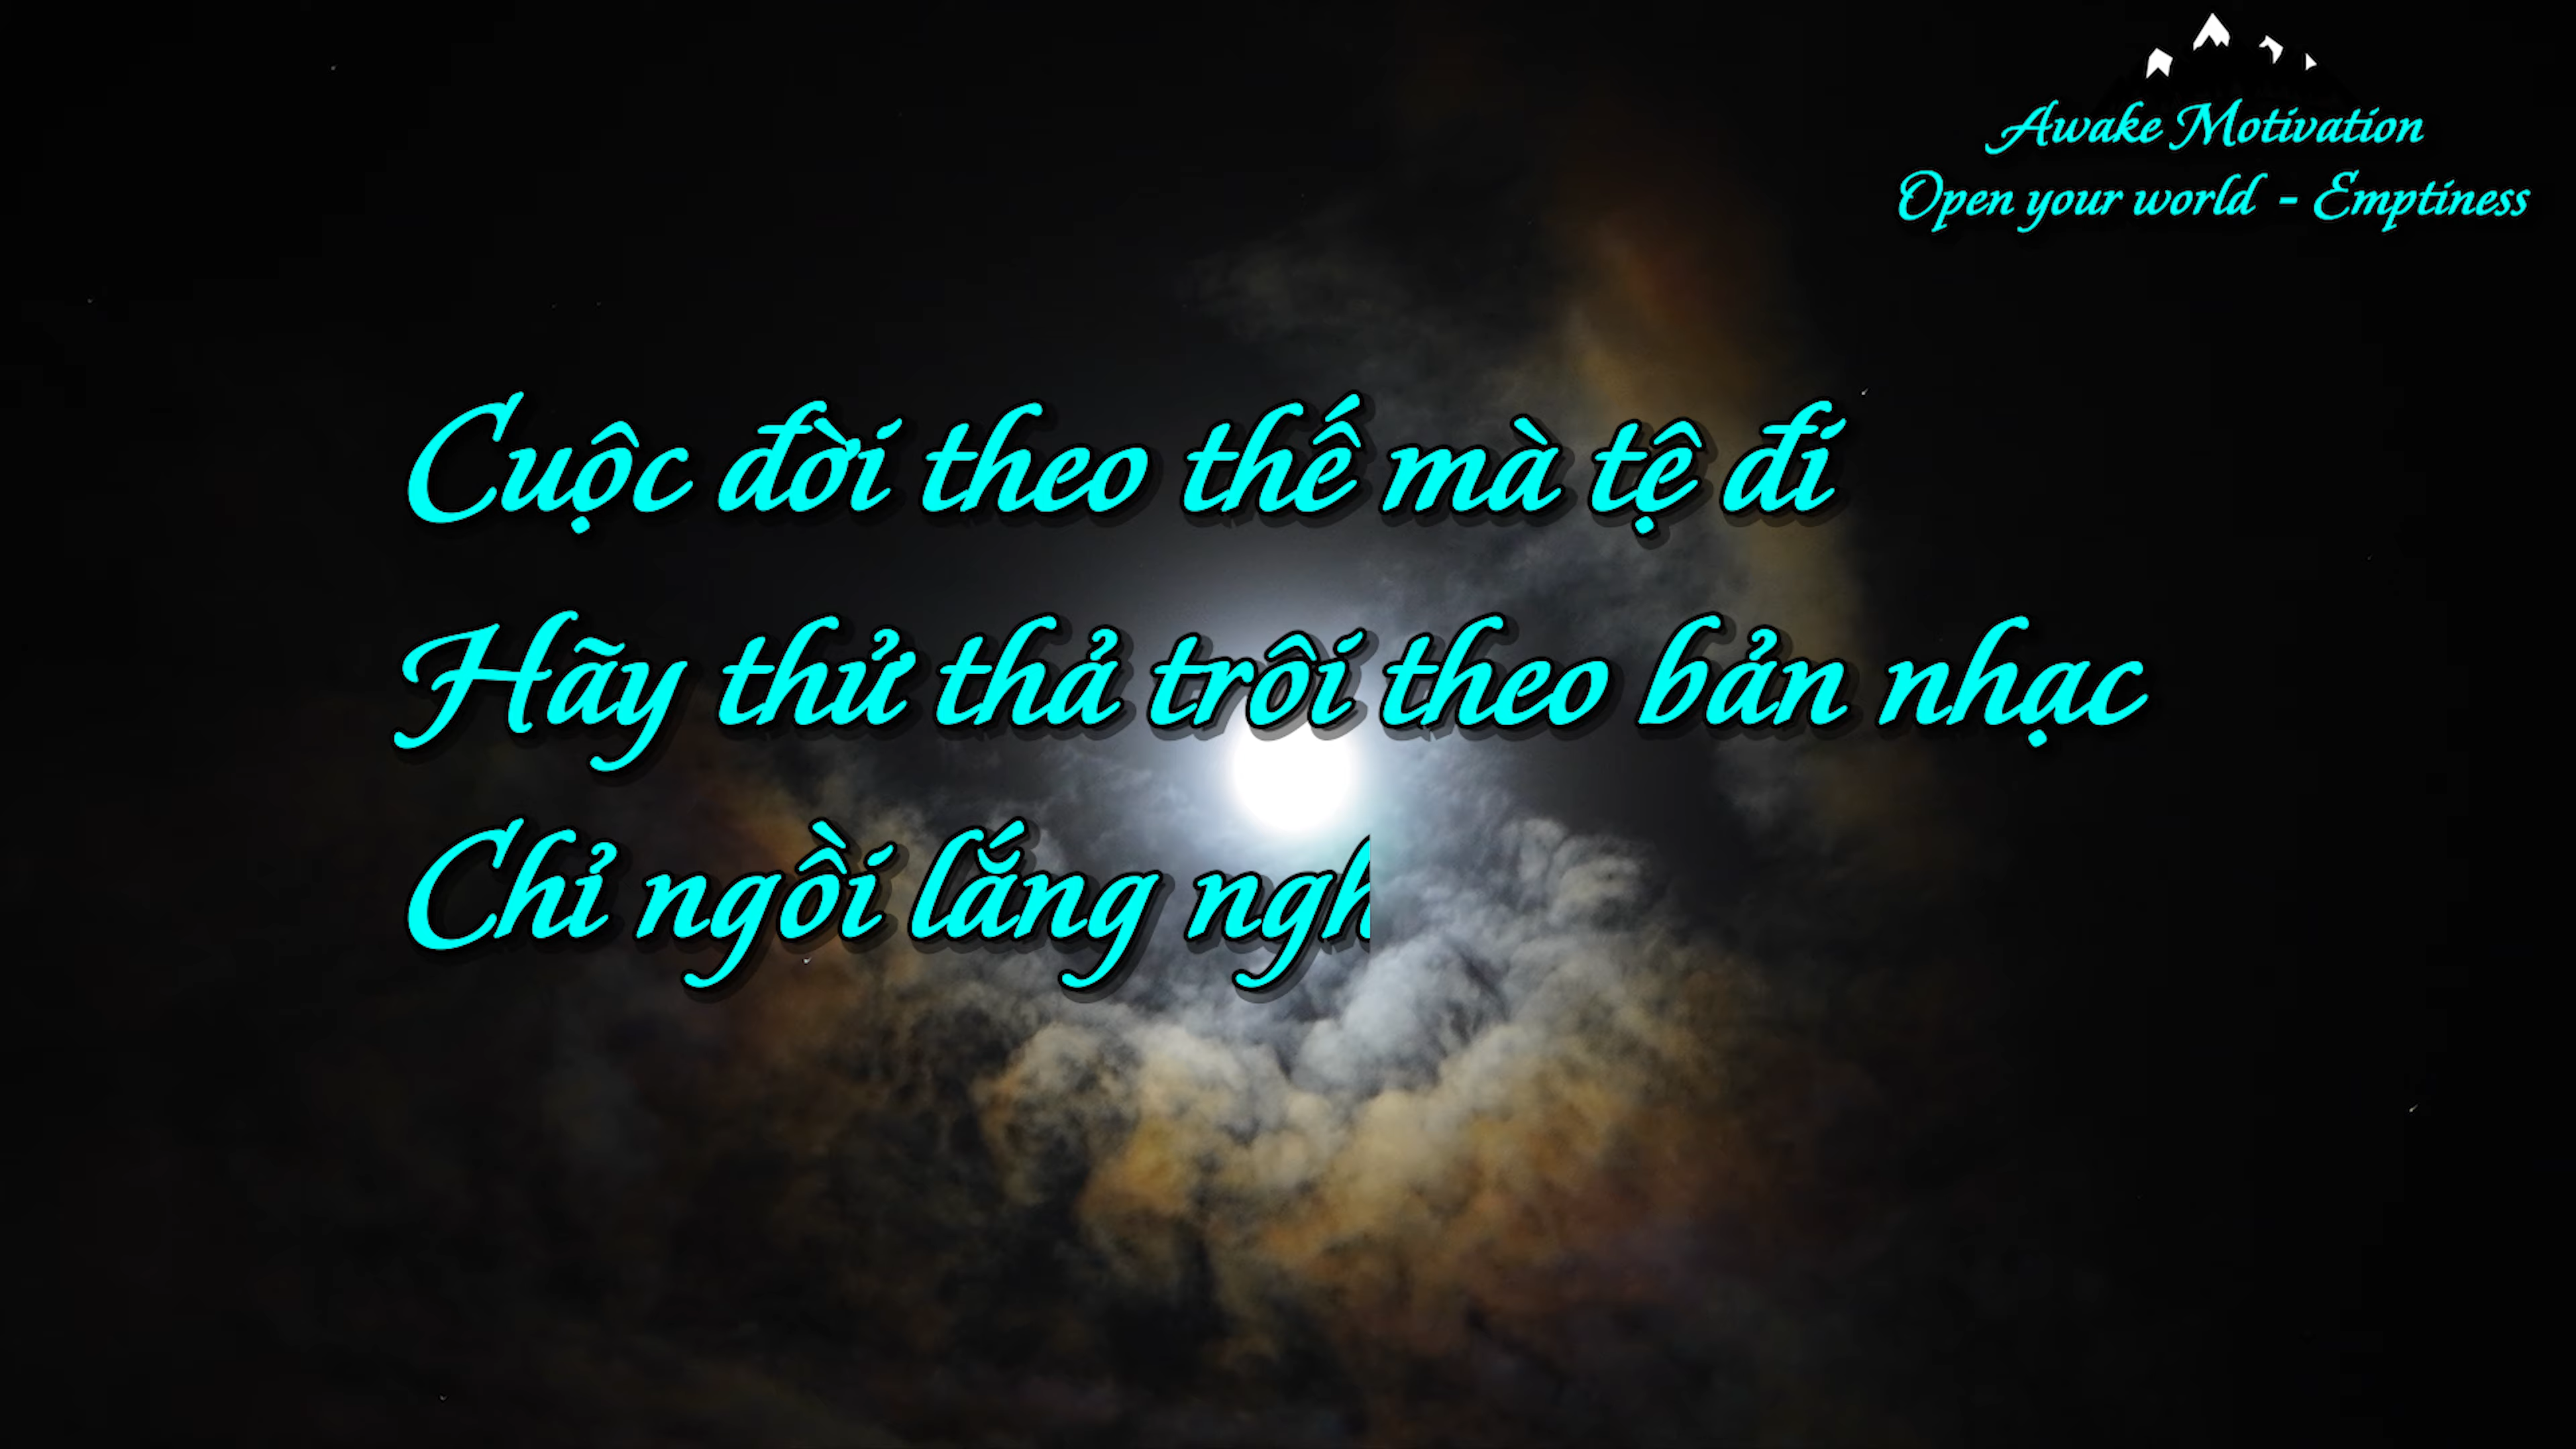 Awake Motivation
Open your world - Emptiness
Cuộc đời theo thế mà tệ đi
Hãy thử thả trôi theo bản nhạc
Chỉ ngồi lắng ngh